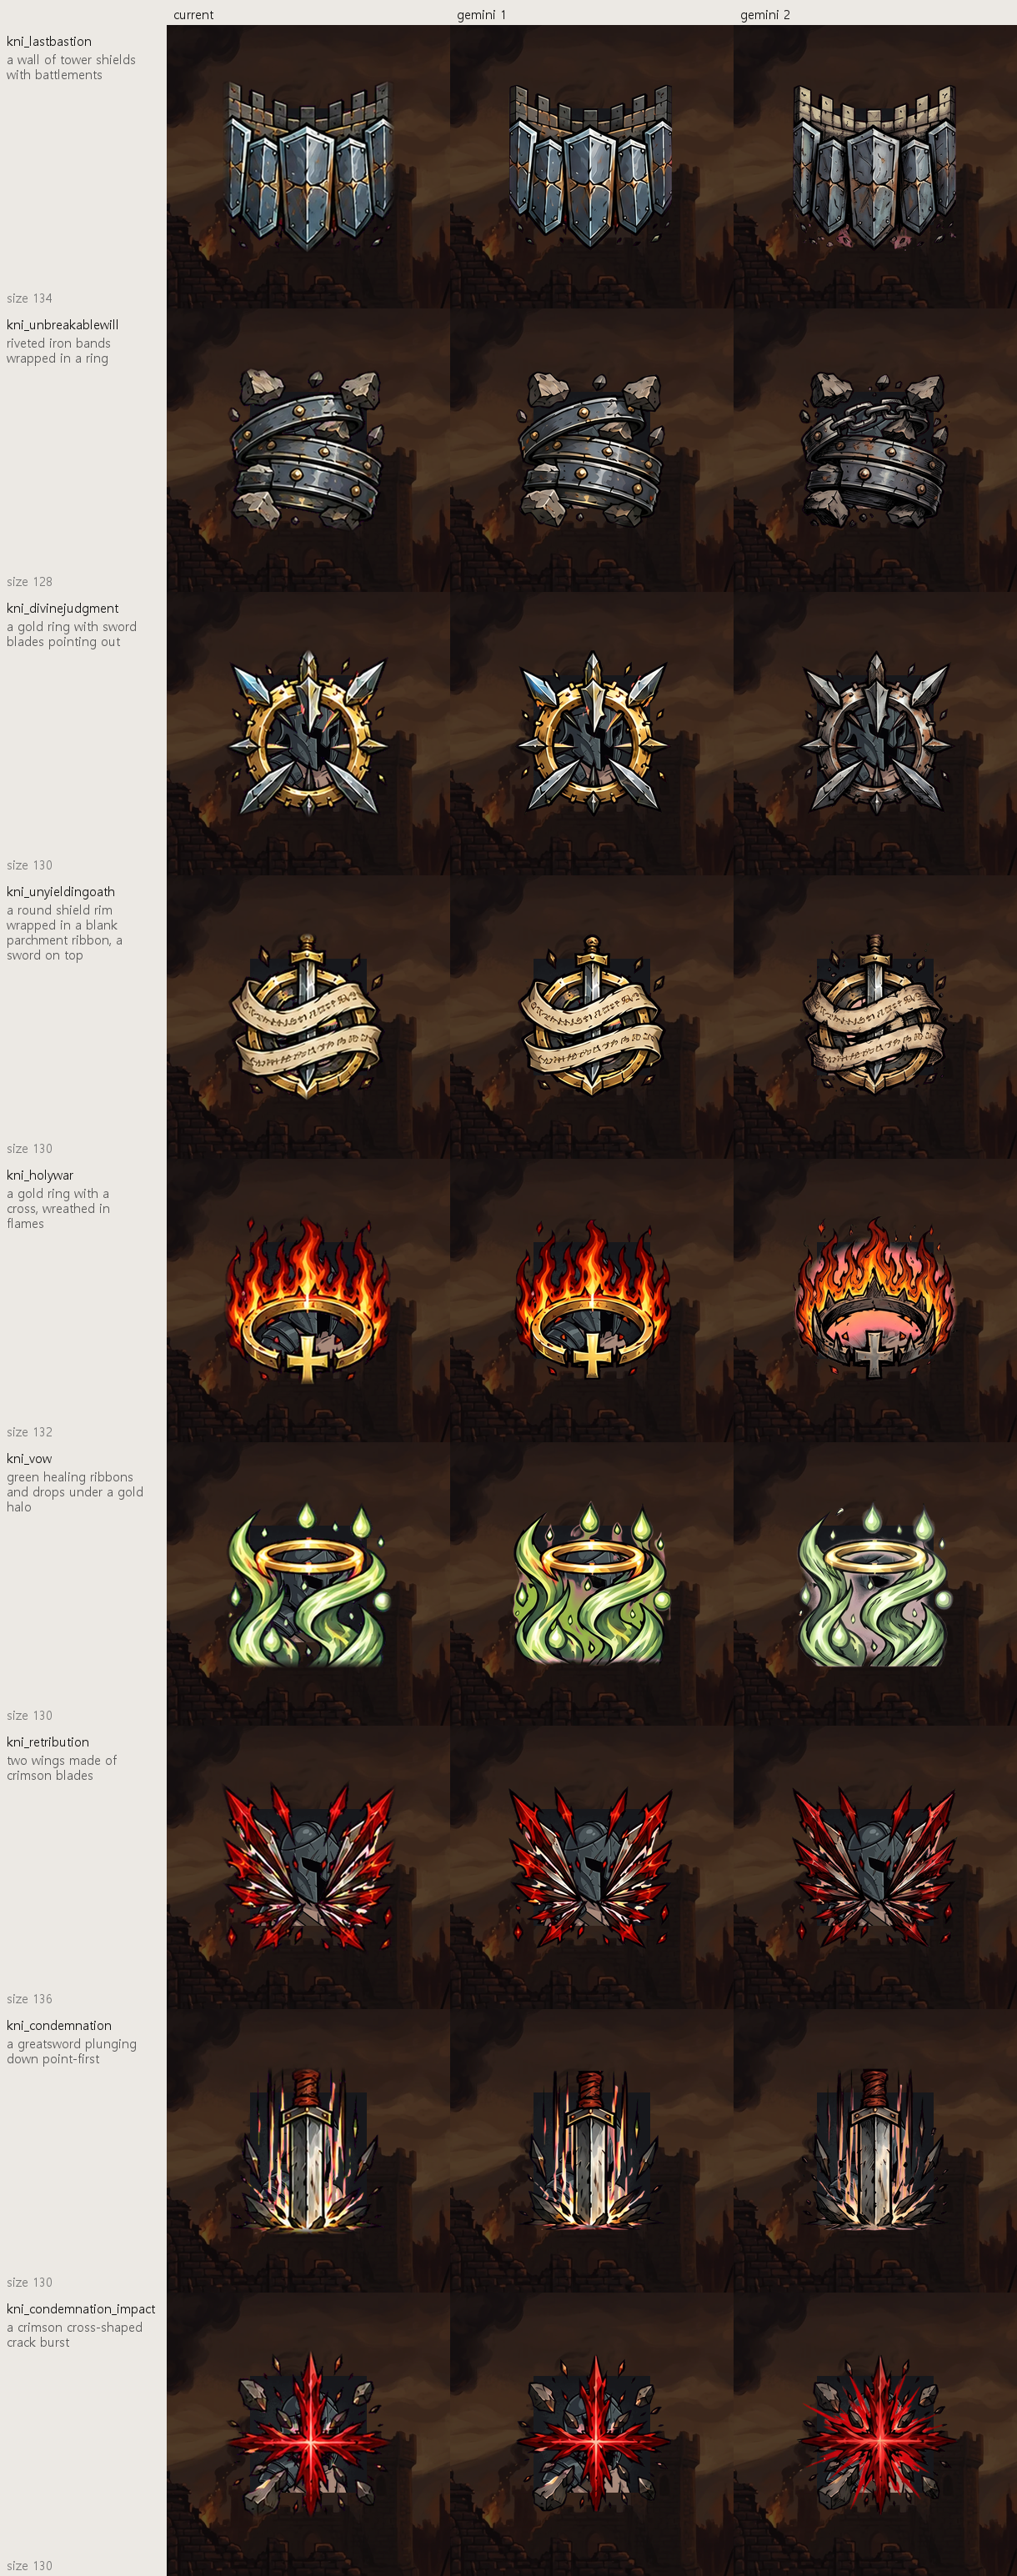 current
gemini 1
gemini 2
kni_lastbastion
a wall of tower shields
with battlements
size 134
kni_unbreakablewill
riveted iron bands
wrapped in a ring
size 128
kni_divinejudgment
a gold ring with sword
blades pointing out
size 130
kni_unyieldingoath
a round shield rim
wrapped in a blank
parchment ribbon, a
sword on top
size 130
kni_holywar
a gold ring with a
cross, wreathed in
flames
size 132
kni_vow
green healing ribbons
and drops under a gold
halo
size 130
kni_retribution
two wings made of
crimson blades
size 136
kni_condemnation
a greatsword plunging
down point-first
size 130
kni_condemnation_impact
a crimson cross-shaped
crack burst
size 130